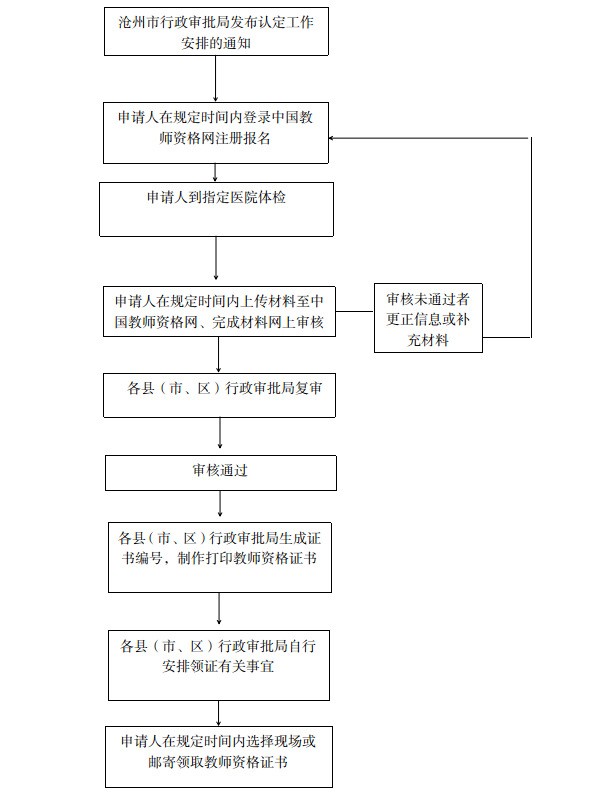 沧州市行政审批局发布认定工作
安排的通知
申请人在规定时间内登录中国教
师资格网注册报名
申请人到指定医院体检
申请人在规定时间内上传材料至中
国教师资格网、完成材料网上审核
审核未通过者
更正信息或补
充材料
各县（市、区）行政审批局复审
审核通过
各县（市、区）行政审批局生成证
书编号，制作打印教师资格证书
各县（市、区）行政审批局自行
安排领证有关事宜
申请人在规定时间内选择现场或
邮寄领取教师资格证书